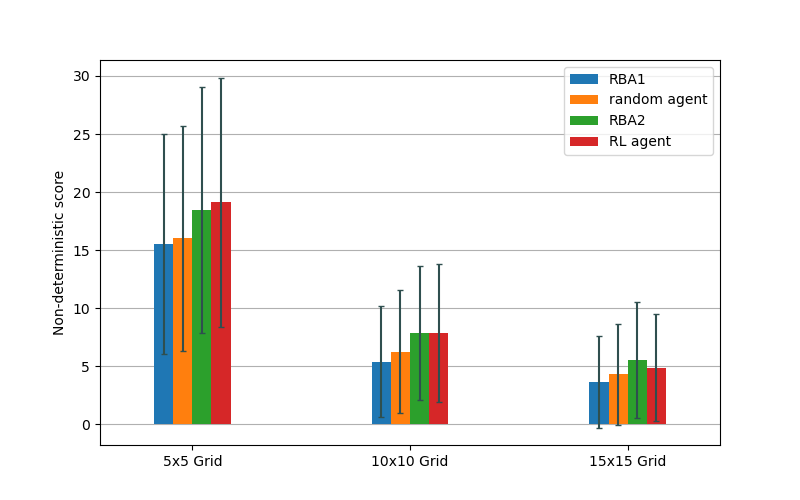 RBA1
random agent
RBA2
RL agent
Non-deterministic score
30
25
20
15
10
5
0
5x5 Grid
10x10 Grid
15x15 Grid